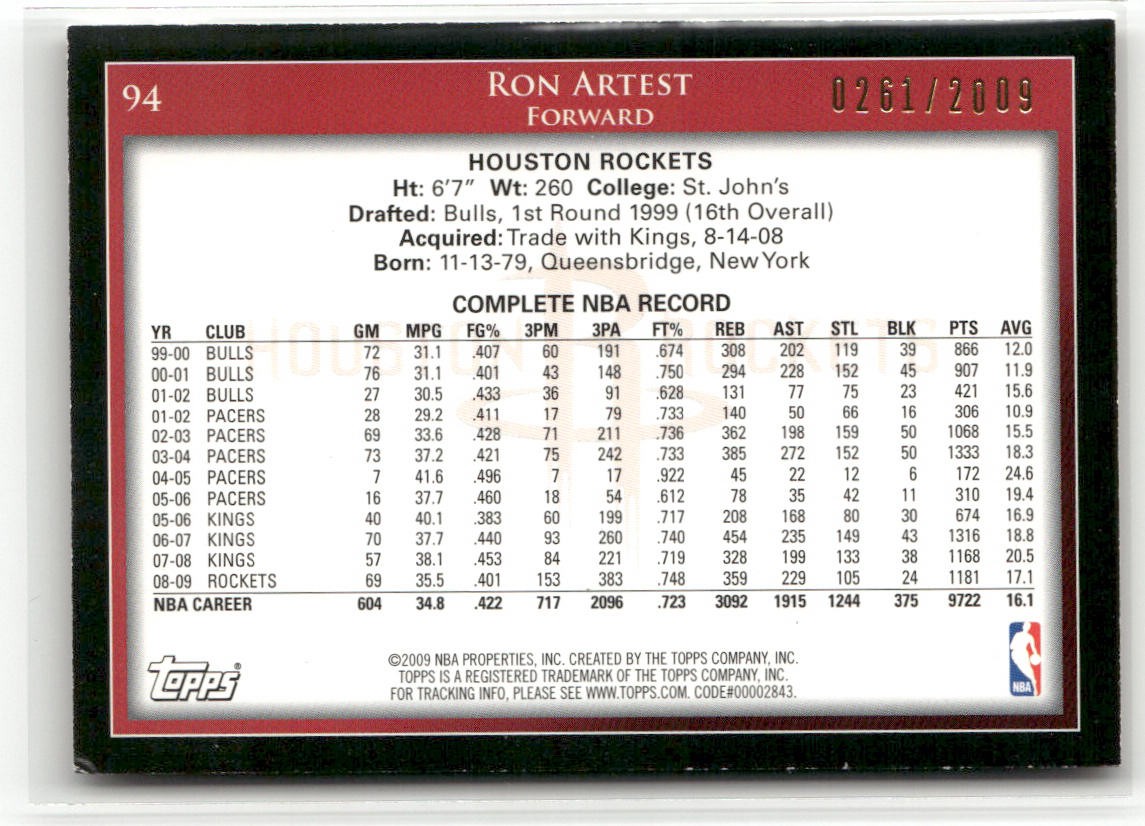 94
RON ARTEST
0261/2009
FORWARD
HOUSTON ROCKETS
Ht: 6'7" Wt: 260 College: St. John's
Drafted: Bulls, 1st Round 1999 (16th Overall)
Acquired: Trade with Kings, 8-14-08
Born: 11-13-79, Queensbridge, New York
COMPLETE NBA RECORD
HOUSTON ROCKETS
YR CLUB GM MPG FG% 3PM 3PA FT% REB AST STL BLK PTS AVG
99-00 BULLS 72 31.1 .407 60 191 .674 308 202 119 39 866 12.0
00-01 BULLS 76 31.1 .401 43 148 .750 294 228 152 45 907 11.9
01-02 BULLS 27 30.5 .433 36 91 .628 131 77 75 23 421 15.6
01-02 PACERS 28 29.2 .411 17 79 .733 140 50 66 16 306 10.9
02-03 PACERS 69 33.6 .428 71 211 .736 362 198 159 50 1068 15.5
03-04 PACERS 73 37.2 .421 75 242 .733 385 272 152 50 1333 18.3
04-05 PACERS 7 41.6 .496 7 17 .922 45 22 12 6 172 24.6
05-06 PACERS 16 37.7 .460 18 54 .612 78 35 42 11 310 19.4
05-06 KINGS 40 40.1 .383 60 199 .717 208 168 80 30 674 16.9
06-07 KINGS 70 37.7 .440 93 260 .740 454 235 149 43 1316 18.8
07-08 KINGS 57 38.1 .453 84 221 .719 328 199 133 38 1168 20.5
08-09 ROCKETS 69 35.5 .401 153 383 .748 359 229 105 24 1181 17.1
NBA CAREER 604 34.8 .422 717 2096 .723 3092 1915 1244 375 9722 16.1
Topps®
©2009 NBA PROPERTIES, INC. CREATED BY THE TOPPS COMPANY, INC.
TOPPS IS A REGISTERED TRADEMARK OF THE TOPPS COMPANY, INC.
FOR TRACKING INFO, PLEASE SEE WWW.TOPPS.COM. CODE#00002843.
NBA